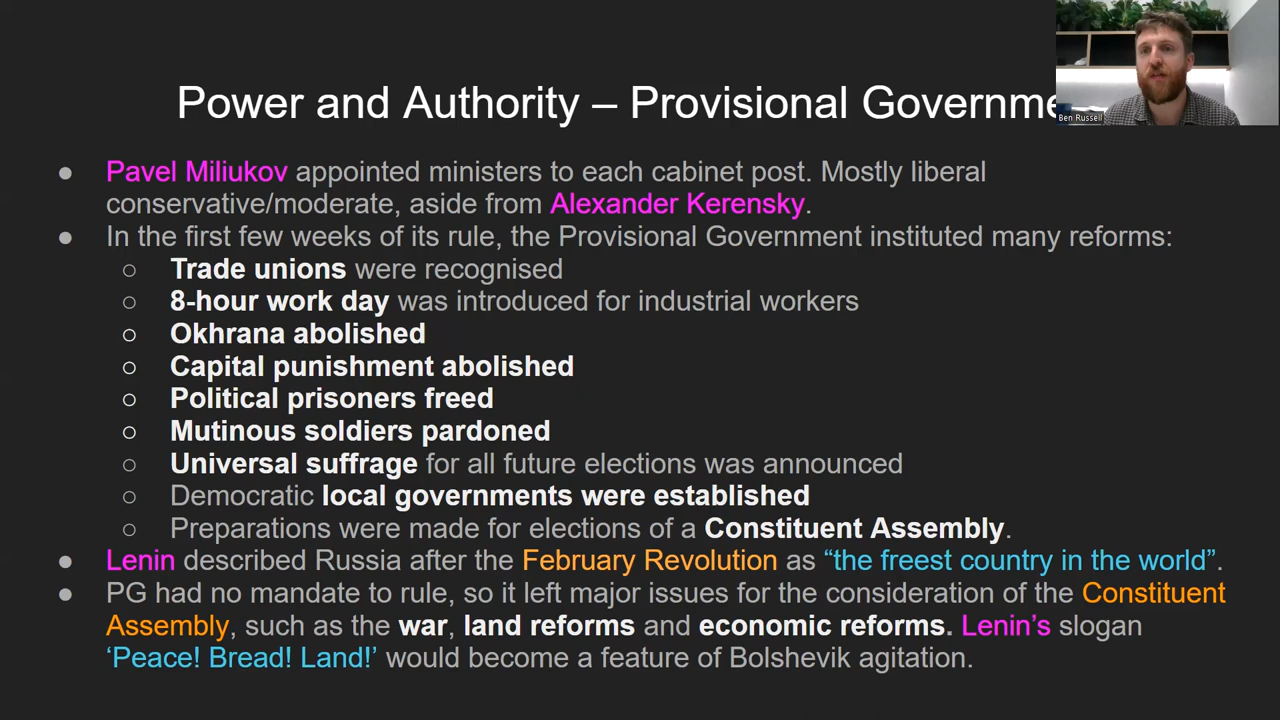 Power and Authority – Provisional Governme
Ben Russell
● Pavel Miliukov appointed ministers to each cabinet post. Mostly liberal
conservative/moderate, aside from Alexander Kerensky.
● In the first few weeks of its rule, the Provisional Government instituted many reforms:
○ Trade unions were recognised
○ 8-hour work day was introduced for industrial workers
○ Okhrana abolished
○ Capital punishment abolished
○ Political prisoners freed
○ Mutinous soldiers pardoned
○ Universal suffrage for all future elections was announced
○ Democratic local governments were established
○ Preparations were made for elections of a Constituent Assembly.
● Lenin described Russia after the February Revolution as “the freest country in the world”.
● PG had no mandate to rule, so it left major issues for the consideration of the Constituent
Assembly, such as the war, land reforms and economic reforms. Lenin’s slogan
‘Peace! Bread! Land!’ would become a feature of Bolshevik agitation.